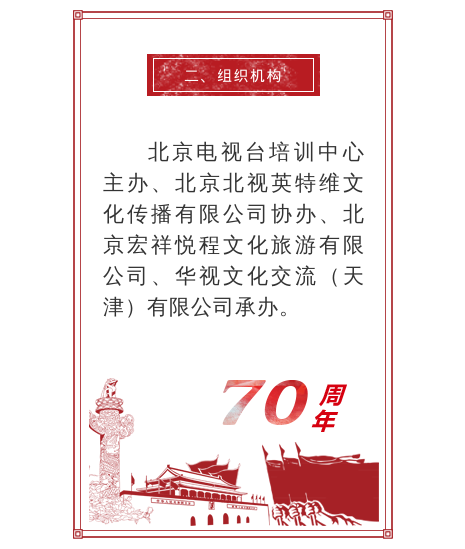 二、组织机构
北京电视台培训中心
主办、北京北视英特维文
化传播有限公司协办、北
京宏祥悦程文化旅游有限
公司、华视文化交流（天
津）有限公司承办。
70 周
年